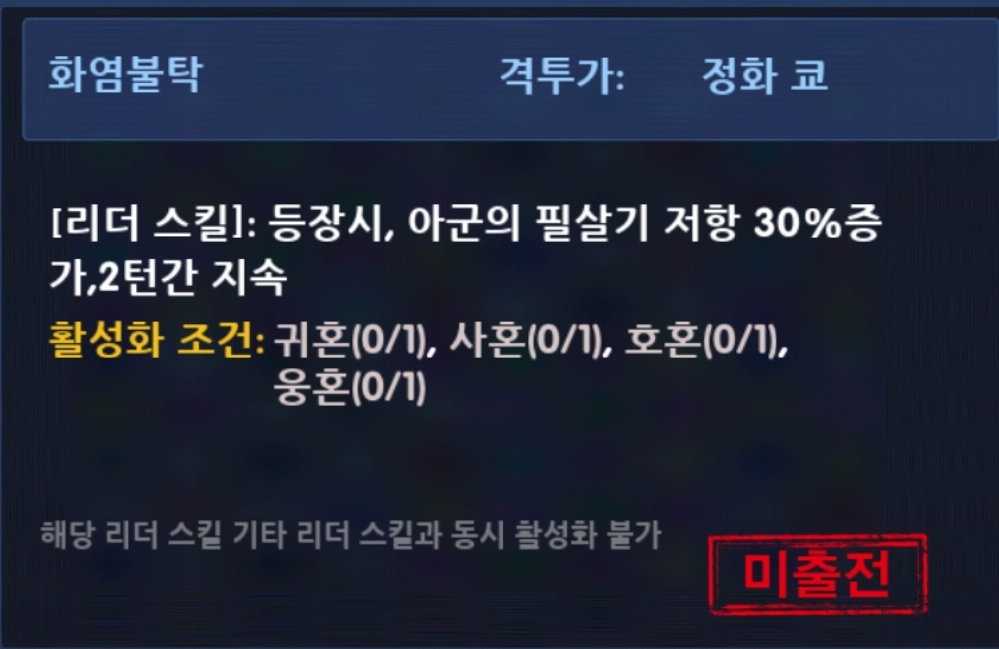 화염불탁 격투가: 정화 쿄
[리더 스킬]: 등장시, 아군의 필살기 저항 30%증
가,2턴간 지속
활성화 조건: 귀혼(0/1), 사혼(0/1), 호혼(0/1),
웅혼(0/1)
해당 리더 스킬 기타 리더 스킬과 동시 활성화 불가
미출전